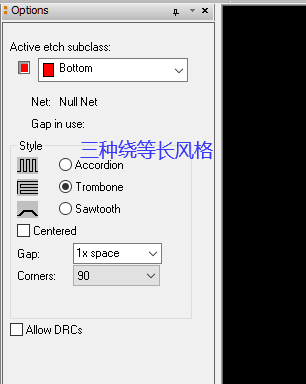 Options
Active etch subclass:
Bottom
Net: Null Net
Gap in use:
Style
三种绕等长风格
Accordion
Trombone
Sawtooth
Centered
Gap: 1x space
Corners: 90
Allow DRCs